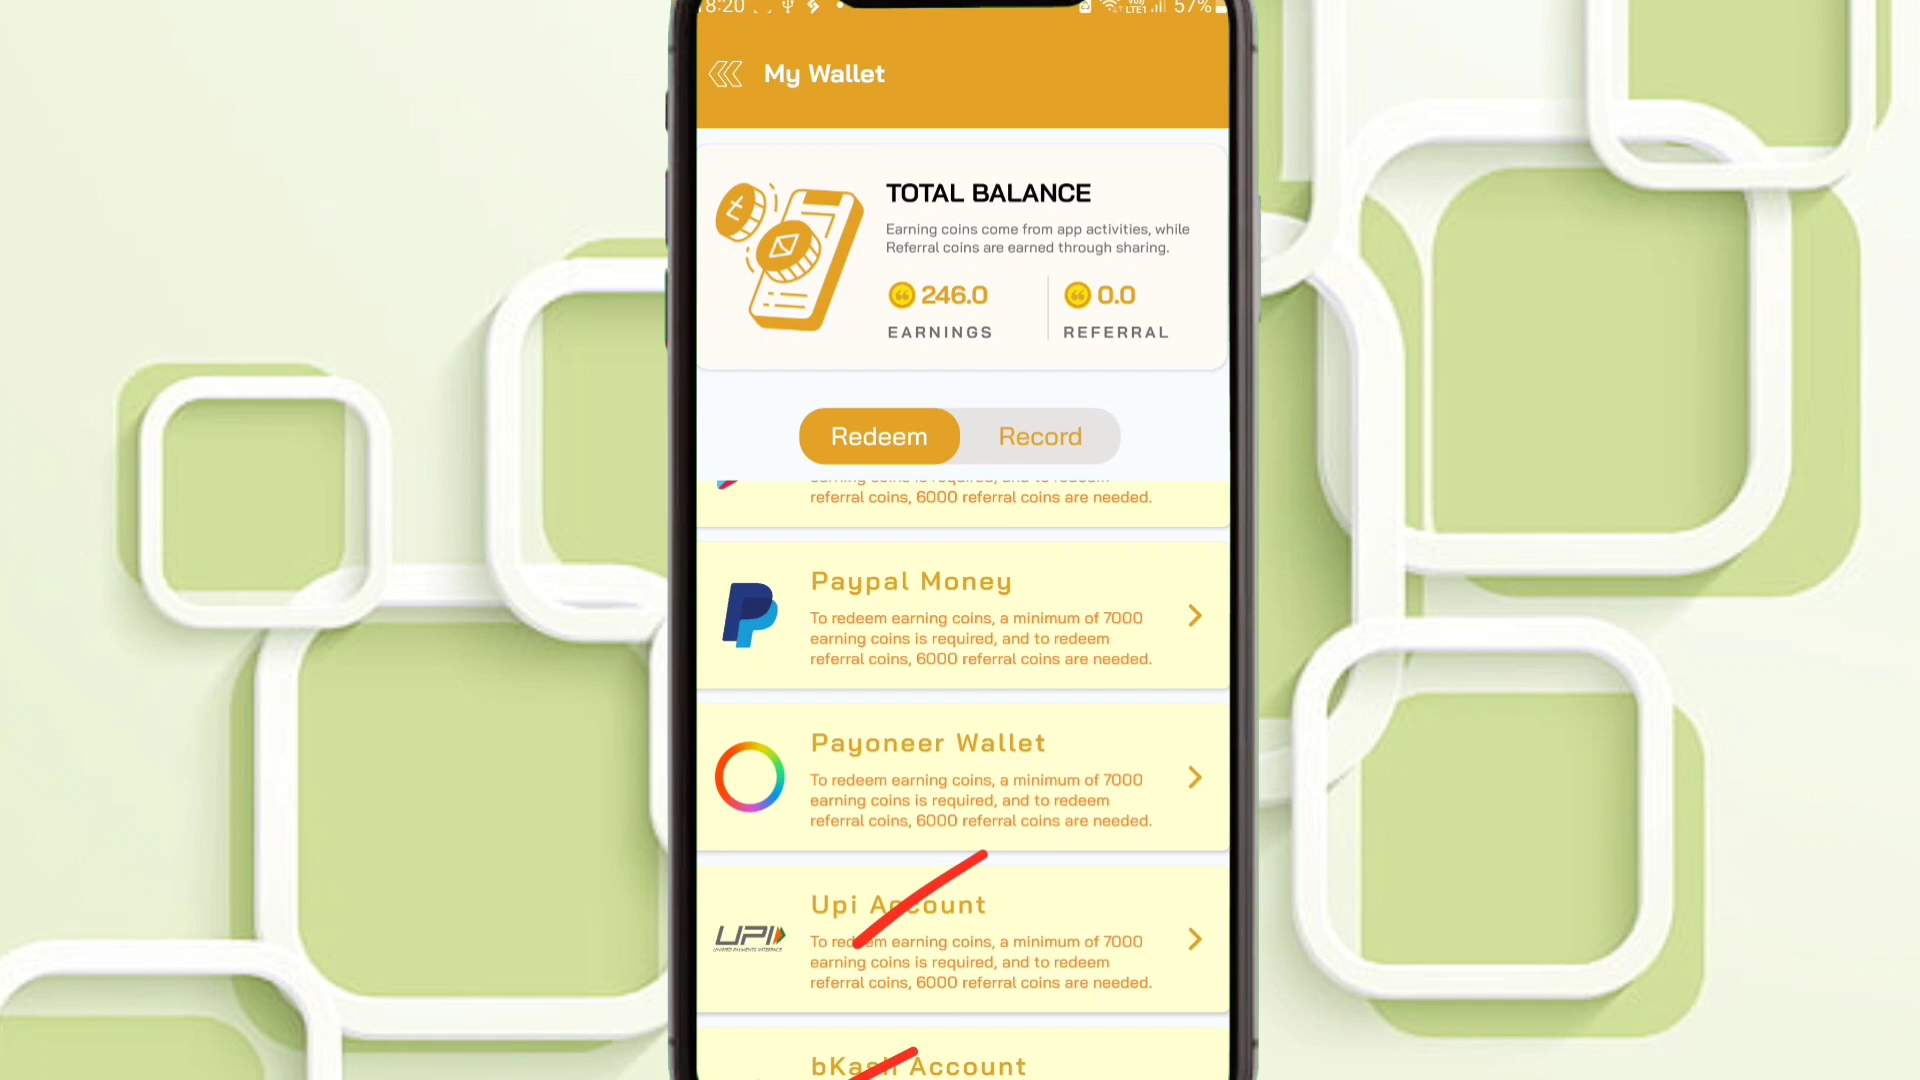 18:20 LTE1 57%
My Wallet
TOTAL BALANCE
Earning coins come from app activities, while
Referral coins are earned through sharing.
246.0 0.0
EARNINGS REFERRAL
Redeem Record
earning coins is required, and to redeem
referral coins, 6000 referral coins are needed.
Paypal Money
To redeem earning coins, a minimum of 7000
earning coins is required, and to redeem
referral coins, 6000 referral coins are needed.
Payoneer Wallet
To redeem earning coins, a minimum of 7000
earning coins is required, and to redeem
referral coins, 6000 referral coins are needed.
Upi Account
UPI
UNIFIED PAYMENTS INTERFACE
To redeem earning coins, a minimum of 7000
earning coins is required, and to redeem
referral coins, 6000 referral coins are needed.
bKash Account